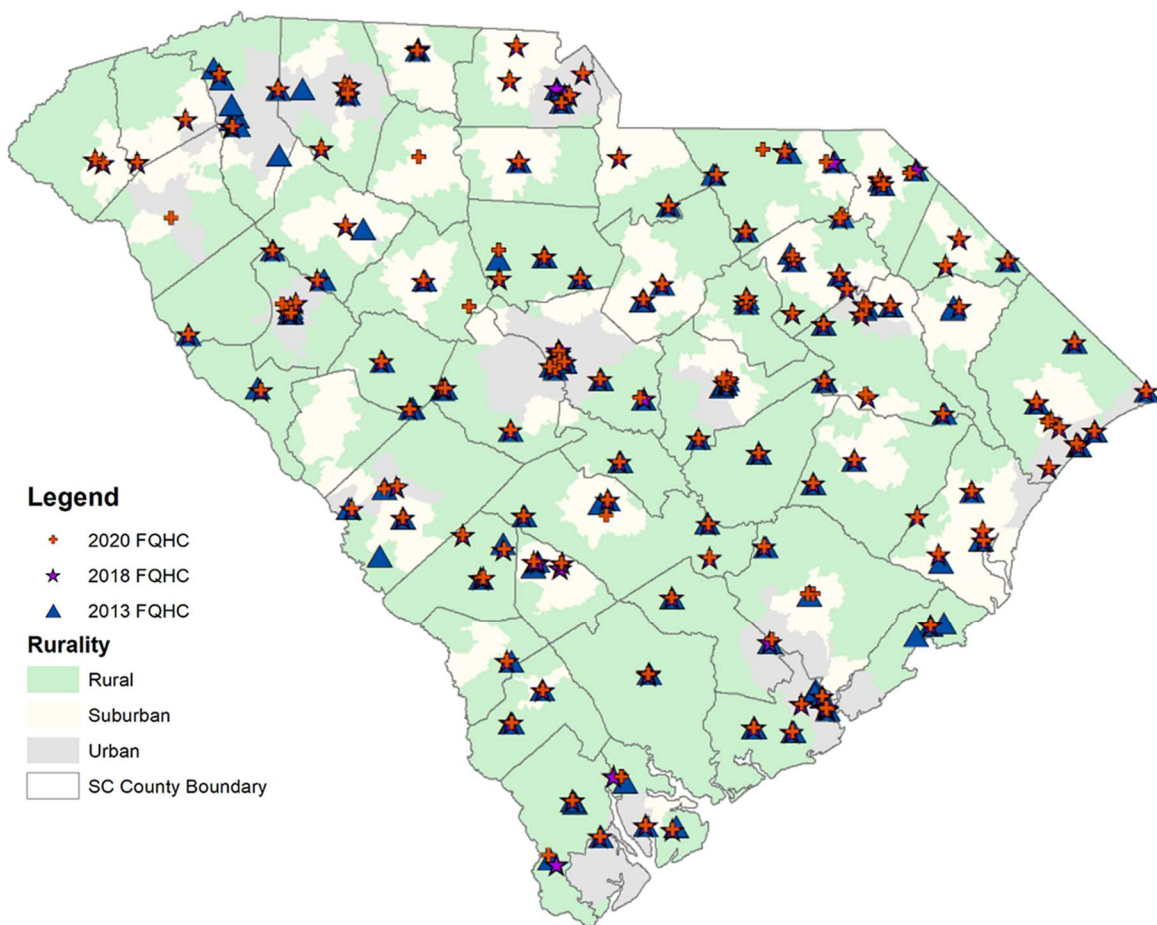 Legend
2020 FQHC
2018 FQHC
2013 FQHC
Rurality
Rural
Suburban
Urban
SC County Boundary